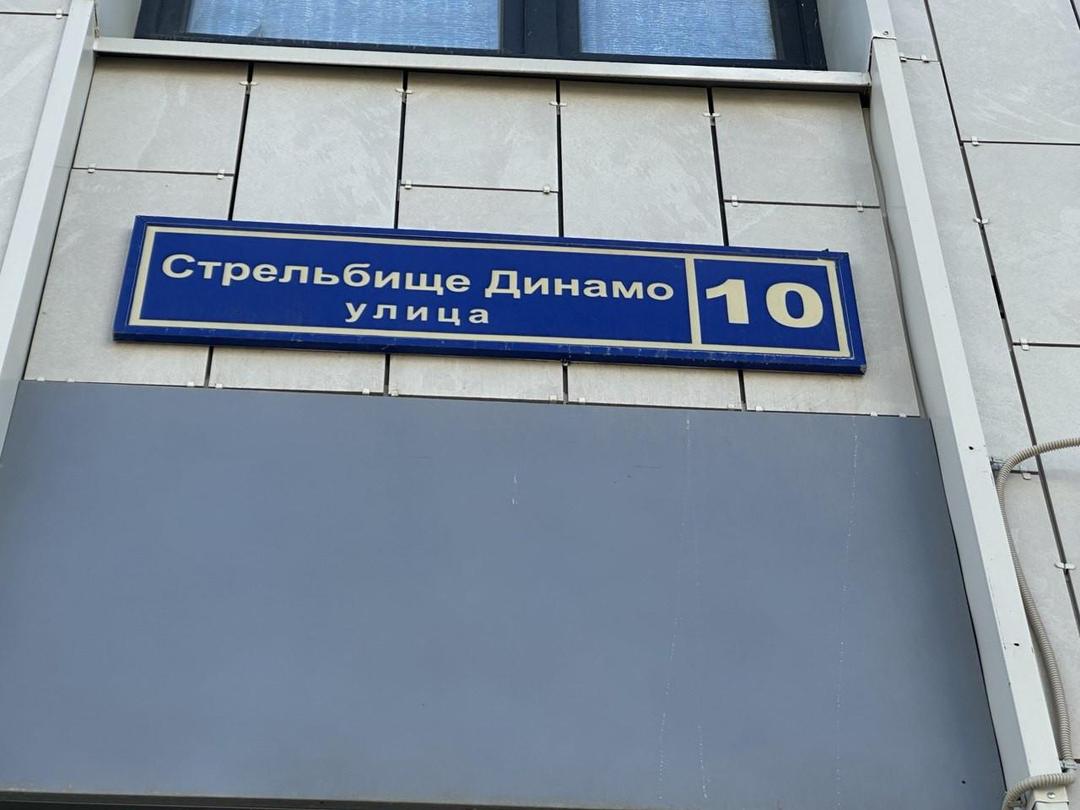 Стрельбище Динамо
улица
10